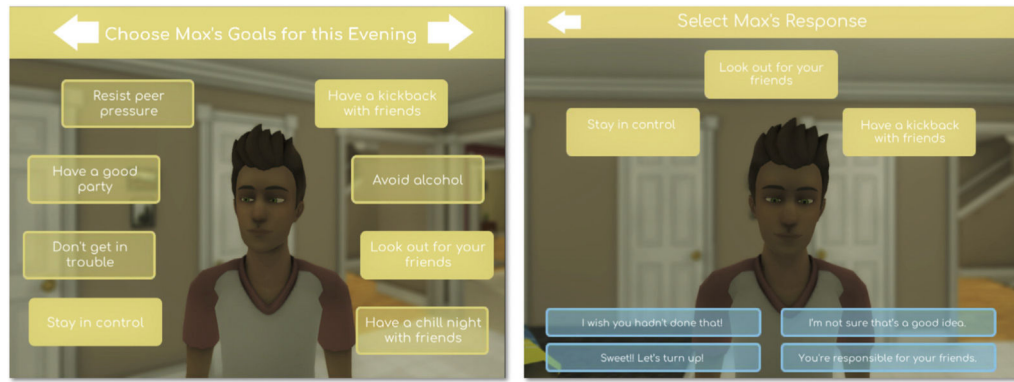 Choose Max's Goals for this Evening
Resist peer
pressure
Have a kickback
with friends
Have a good
party
Avoid alcohol
Don't get in
trouble
Look out for your
friends
Stay in control
Have a chill night
with friends
Select Max's Response
Look out for your
friends
Stay in control
Have a kickback
with friends
I wish you hadn't done that!
I'm not sure that's a good idea.
Sweet!! Let's turn up!
You're responsible for your friends.